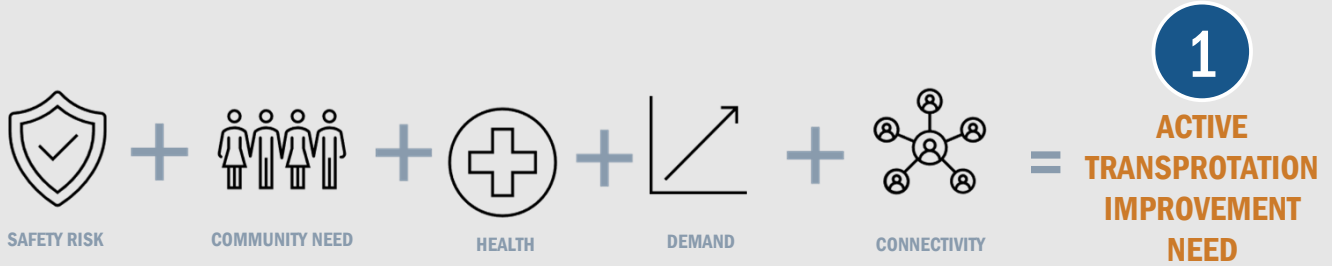 1
ACTIVE
TRANSPROTATION
IMPROVEMENT
NEED
SAFETY RISK
COMMUNITY NEED
HEALTH
DEMAND
CONNECTIVITY